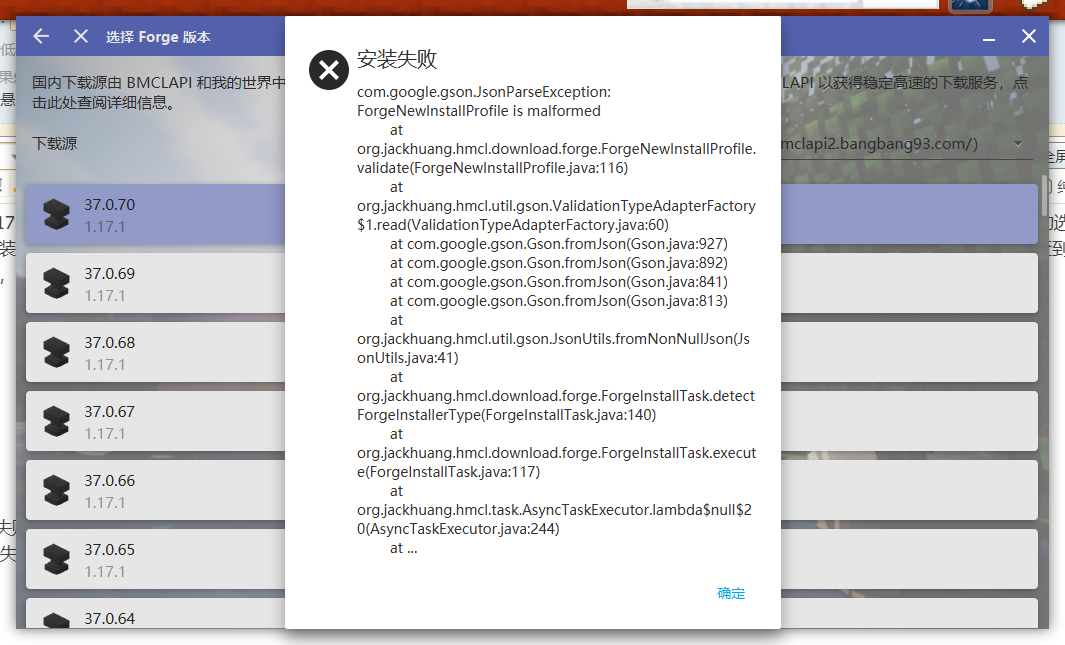 选择 Forge 版本
国内下载源由 BMCLAPI 和我的世界中
LAPI 以获得稳定高速的下载服务，点
击此处查阅详细信息。
下载源
mclapi2.bangbang93.com/)
37.0.70
1.17.1
37.0.69
1.17.1
37.0.68
1.17.1
37.0.67
1.17.1
37.0.66
1.17.1
37.0.65
1.17.1
37.0.64
安装失败
com.google.gson.JsonParseException:
ForgeNewInstallProfile is malformed
at
org.jackhuang.hmcl.download.forge.ForgeNewInstallProfile.
validate(ForgeNewInstallProfile.java:116)
at
org.jackhuang.hmcl.util.gson.ValidationTypeAdapterFactory
$1.read(ValidationTypeAdapterFactory.java:60)
at com.google.gson.Gson.fromJson(Gson.java:927)
at com.google.gson.Gson.fromJson(Gson.java:892)
at com.google.gson.Gson.fromJson(Gson.java:841)
at com.google.gson.Gson.fromJson(Gson.java:813)
at
org.jackhuang.hmcl.util.gson.JsonUtils.fromNonNullJson(Js
onUtils.java:41)
at
org.jackhuang.hmcl.download.forge.ForgeInstallTask.detect
ForgeInstallerType(ForgeInstallTask.java:140)
at
org.jackhuang.hmcl.download.forge.ForgeInstallTask.execut
e(ForgeInstallTask.java:117)
at
org.jackhuang.hmcl.task.AsyncTaskExecutor.lambda$null$2
0(AsyncTaskExecutor.java:244)
at ...
确定